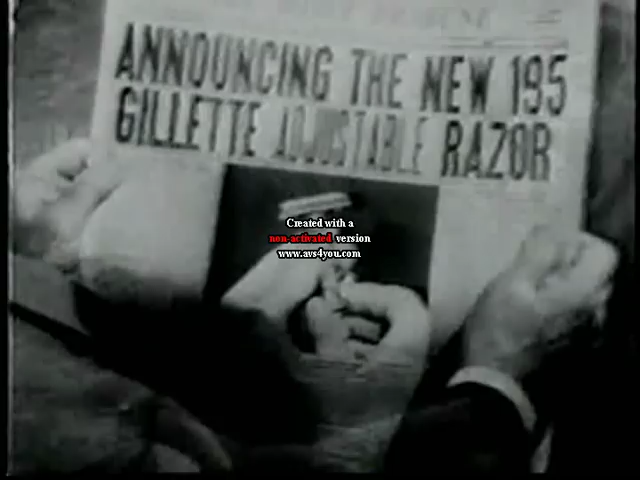 ANNOUNCING THE NEW 195
GILLETTE ADJUSTABLE RAZOR
Created with a
non-activated version
www.avs4you.com